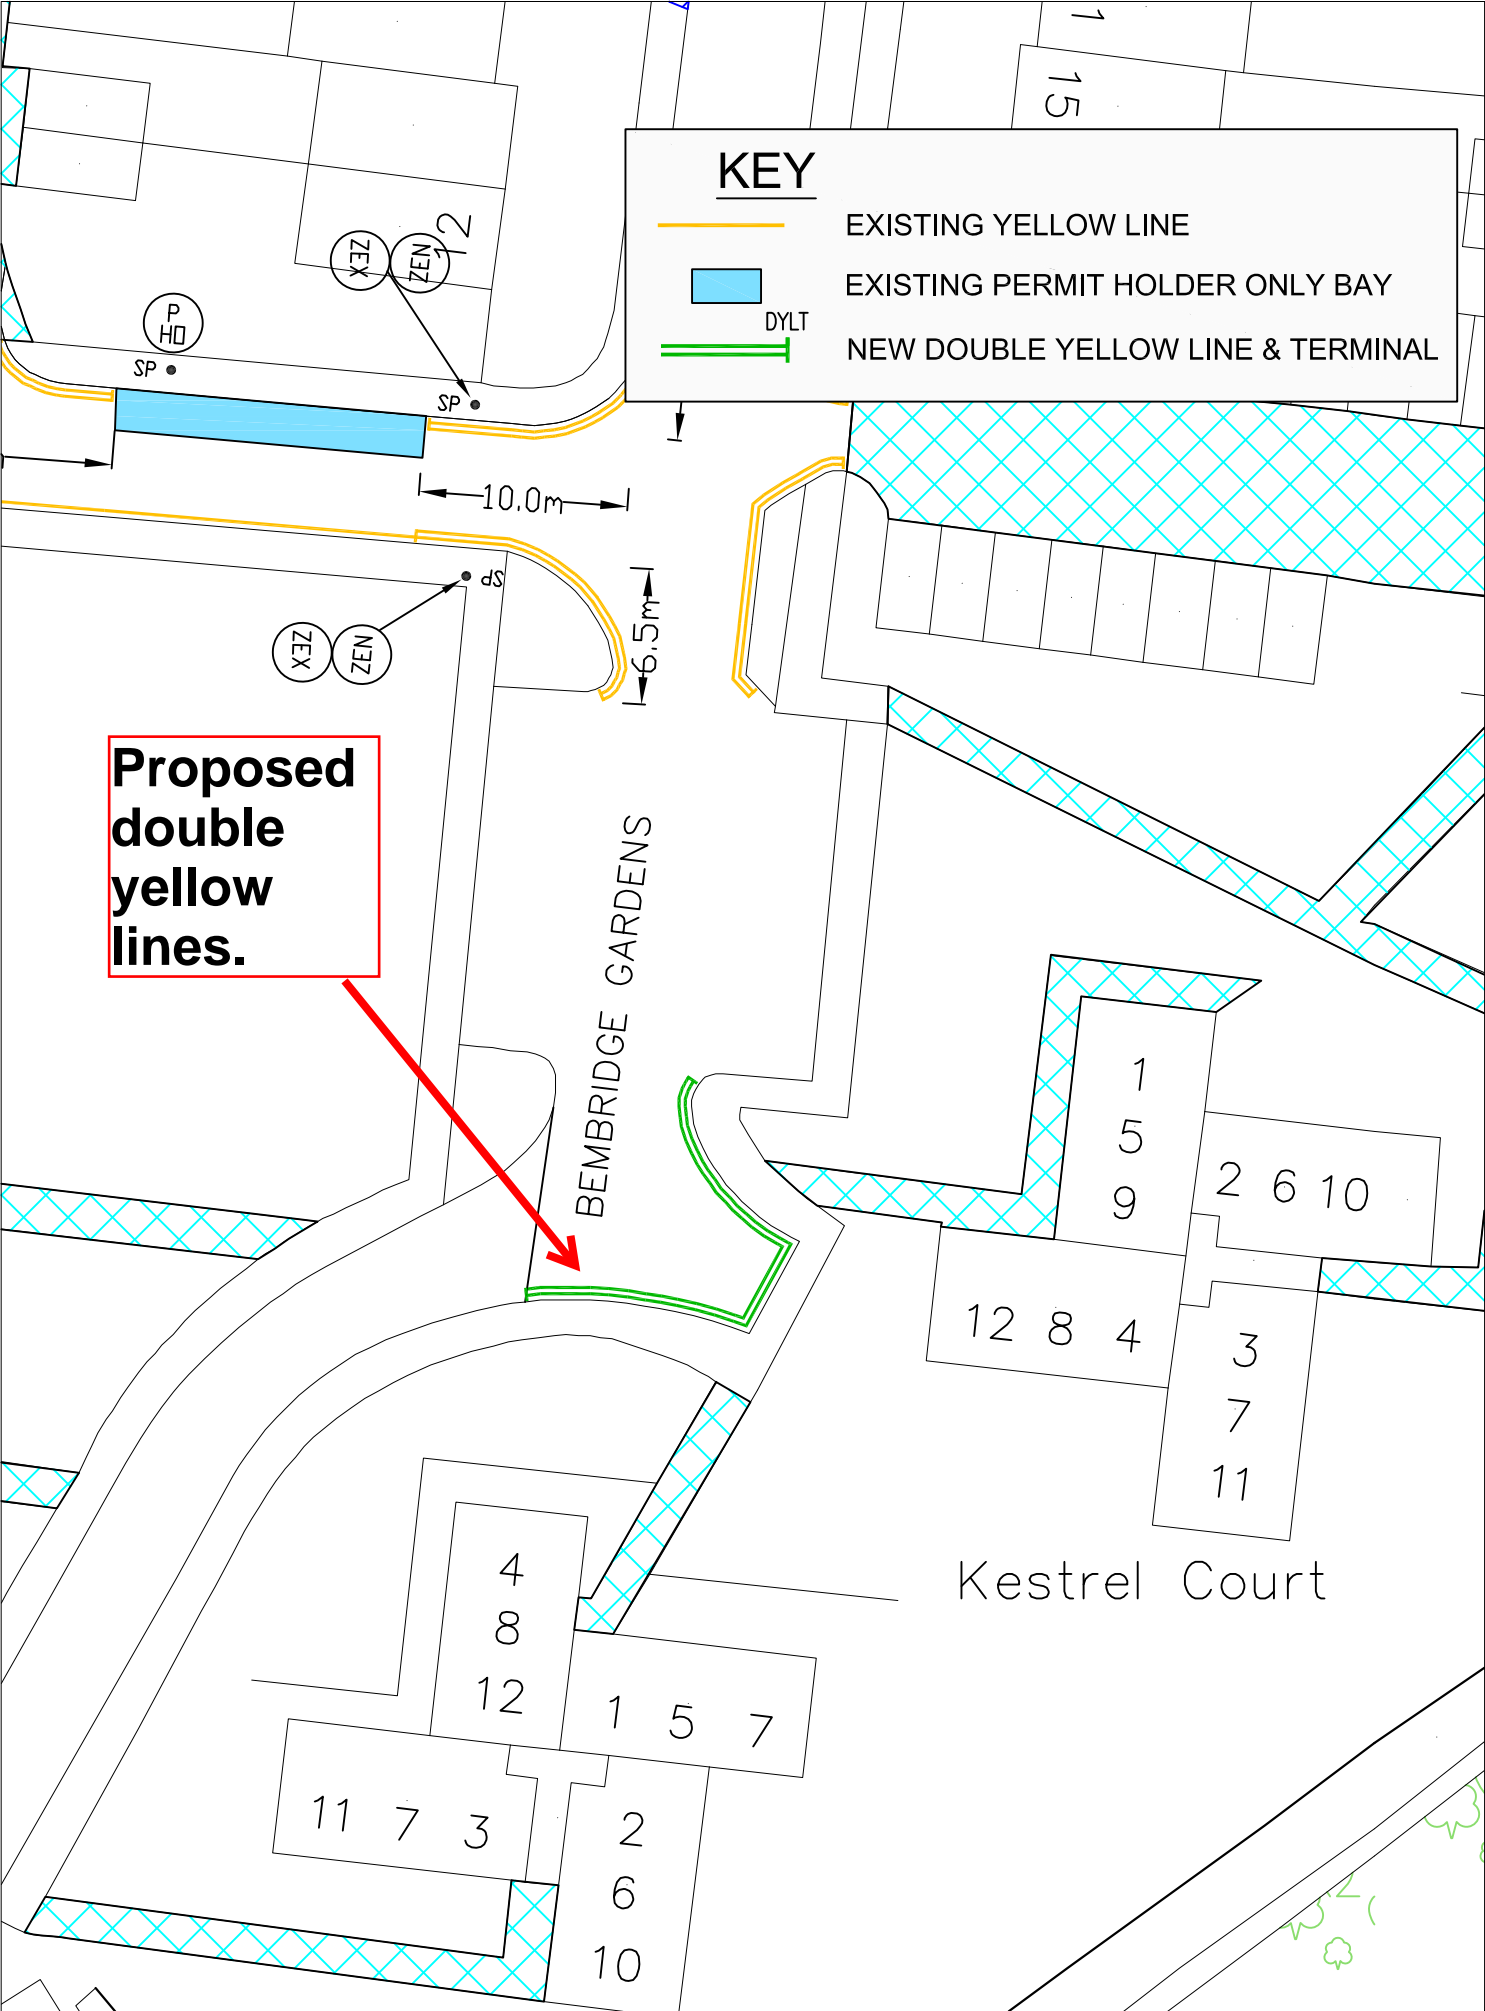 1
15
KEY
EXISTING YELLOW LINE
EXISTING PERMIT HOLDER ONLY BAY
DYLT
NEW DOUBLE YELLOW LINE & TERMINAL
12
ZEX
ZEN
P
HO
SP
SP
10.0m
SP
ZEX
ZEN
6.5m
Proposed
double
yellow
lines.
BEMBRIDGE GARDENS
1
5
9
2 6 10
12 8 4
3
7
11
Kestrel Court
4
8
12
1 5 7
11 7 3
2
6
10